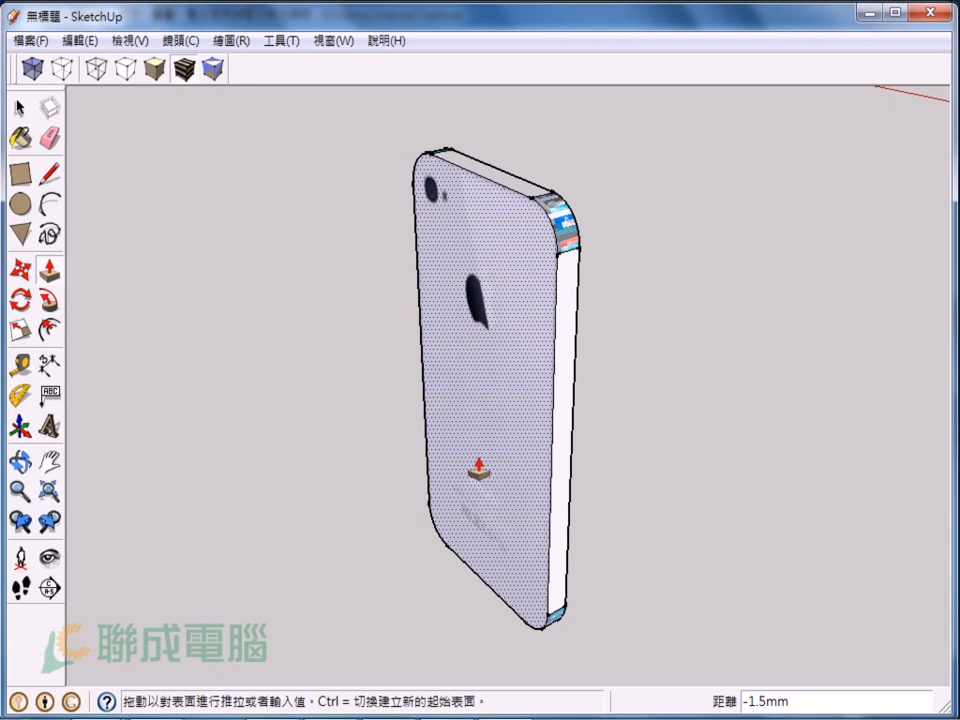 無標題 - SketchUp
檔案(F) 編輯(E) 檢視(V) 鏡頭(C) 繪圖(R) 工具(T) 視窗(W) 說明(H)
ABC
聯成電腦
拖動以對表面進行推拉或者輸入值。Ctrl = 切換建立新的起始表面。
距離 -1.5mm